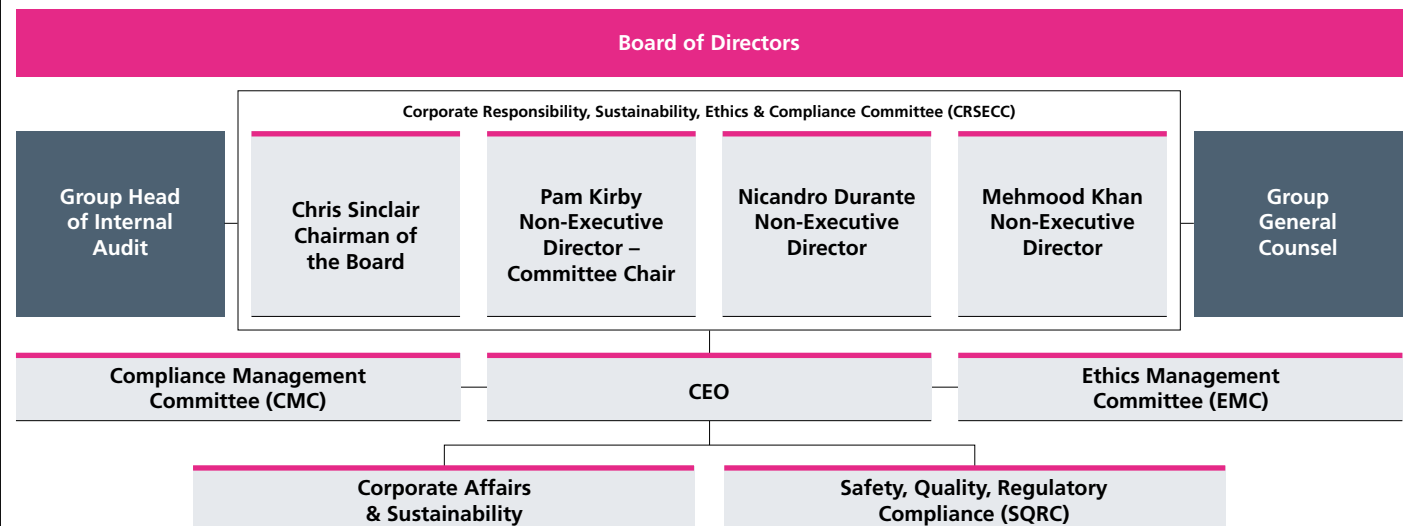 Board of Directors
Corporate Responsibility, Sustainability, Ethics & Compliance Committee (CRSECC)
Group Head
of Internal
Audit
Chris Sinclair
Chairman of
the Board
Pam Kirby
Non-Executive
Director –
Committee Chair
Nicandro Durante
Non-Executive
Director
Mehmood Khan
Non-Executive
Director
Group
General
Counsel
Compliance Management
Committee (CMC)
CEO
Ethics Management
Committee (EMC)
Corporate Affairs
& Sustainability
Safety, Quality, Regulatory
Compliance (SQRC)